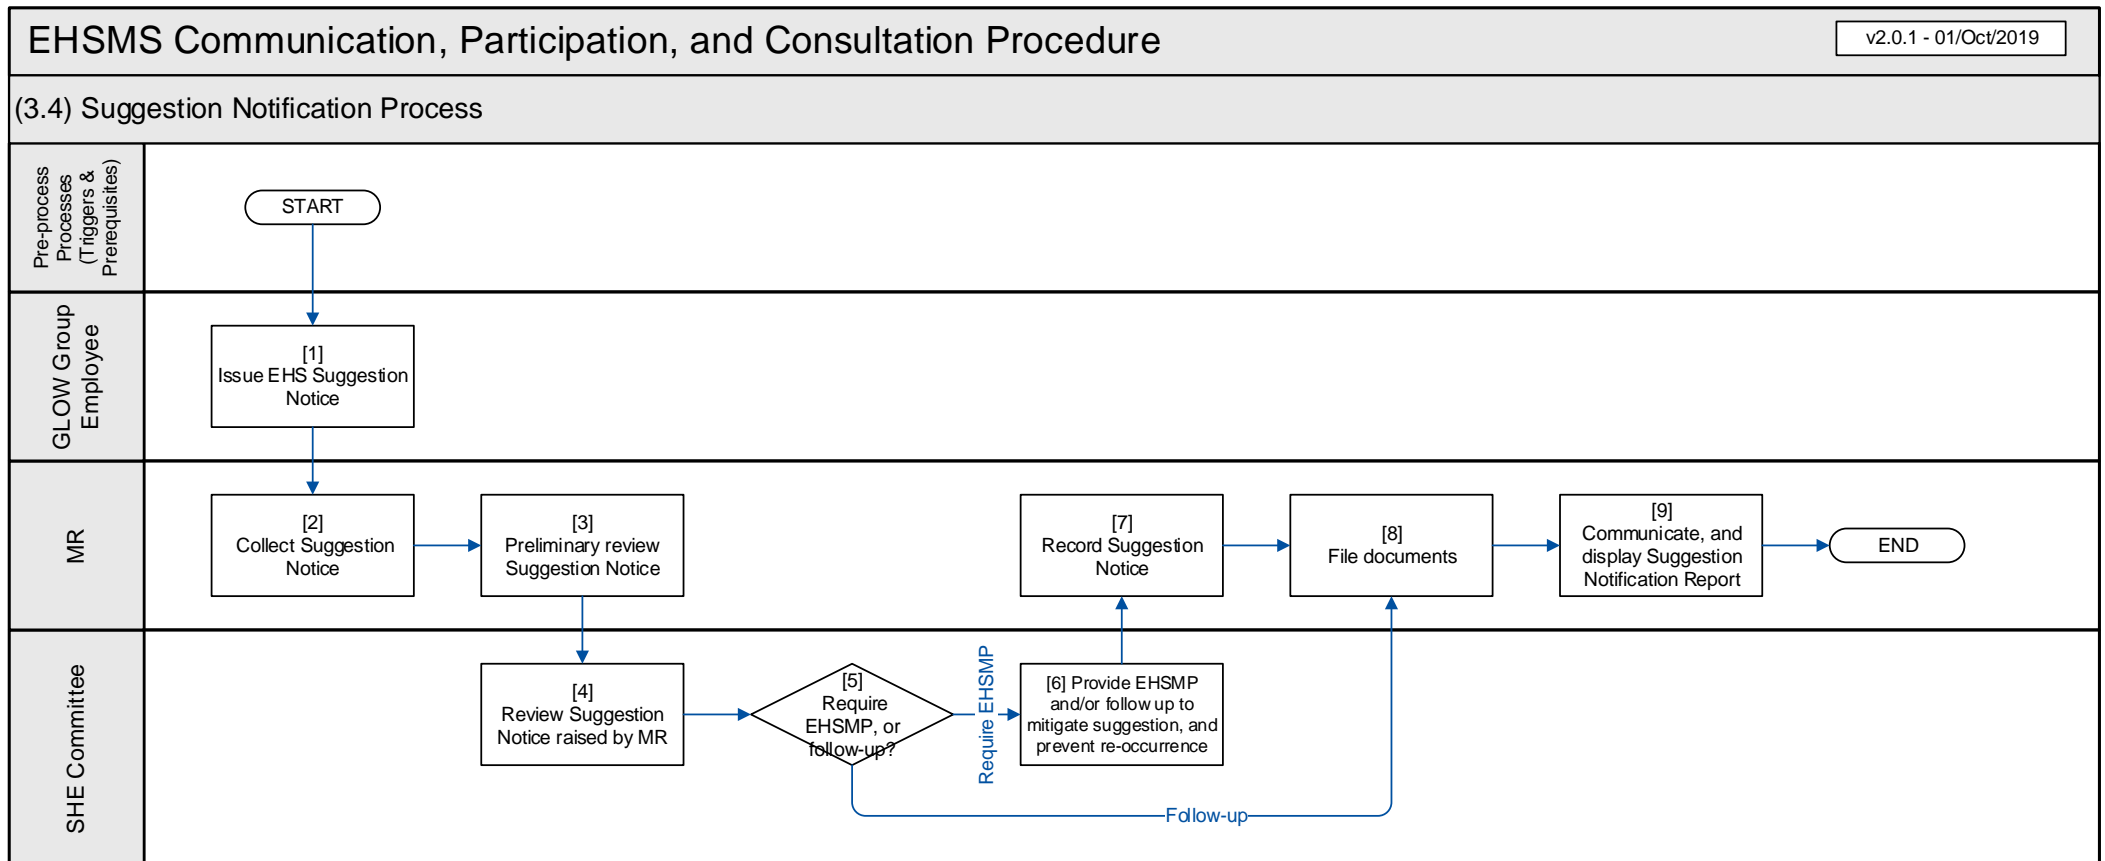 EHSMS Communication, Participation, and Consultation Procedure
v2.0.1 - 01/Oct/2019
(3.4) Suggestion Notification Process
Pre-process
Processes
(Triggers &
Prerequisites)
START
GLOW Group
Employee
[1]
Issue EHS Suggestion
Notice
MR
[2]
Collect Suggestion
Notice
[3]
Preliminary review
Suggestion Notice
[7]
Record Suggestion
Notice
[8]
File documents
[9]
Communicate, and
display Suggestion
Notification Report
END
SHE Committee
[4]
Review Suggestion
Notice raised by MR
[5]
Require
EHSMP, or
follow-up?
Require EHSMP
[6] Provide EHSMP
and/or follow up to
mitigate suggestion, and
prevent re-occurrence
Follow-up